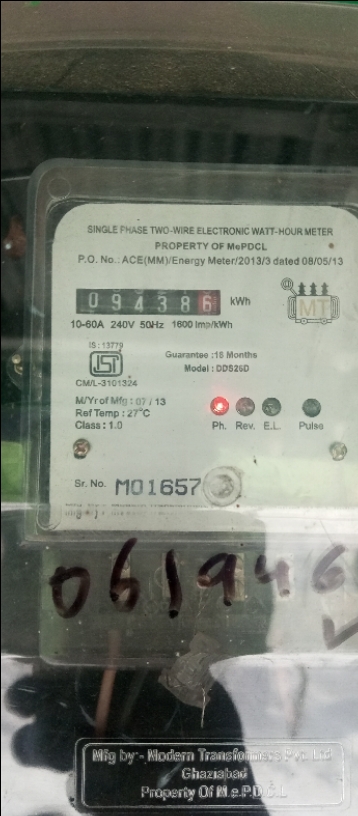 SINGLE PHASE TWO-WIRE ELECTRONIC WATT-HOUR METER
PROPERTY OF MePDCL
P.O. No.: ACE(MM)/Energy Meter/2013/3 dated 08/05/13
094386 kWh
MT
10-60A 240V 50Hz 1600 Imp/kWh
IS : 13779
ISI
CM/L-3101324
Guarantee :18 Months
Model : DDS25D
M/Yr of Mfg : 07 / 13
Ref Temp : 27°C
Class : 1.0
Ph. Rev. E.L. Pulse
Sr. No. M01657
061946
Mfg by:- Modern Transformers Pvt. Ltd
Ghaziabad
Property Of M.e.P.D.C.L